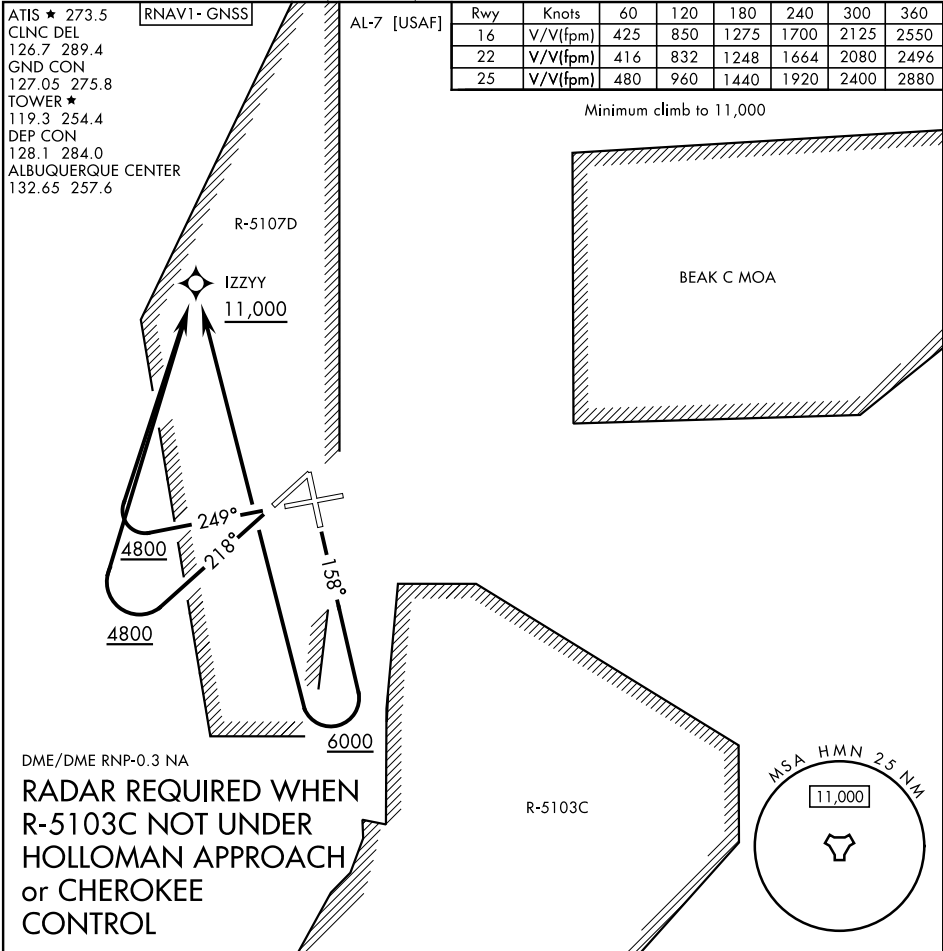 ATIS ★ 273.5
CLNC DEL
126.7 289.4
GND CON
127.05 275.8
TOWER ★
119.3 254.4
DEP CON
128.1 284.0
ALBUQUERQUE CENTER
132.65 257.6
RNAV1- GNSS
AL-7 [USAF]
Rwy Knots 60 120 180 240 300 360
16 V/V(fpm) 425 850 1275 1700 2125 2550
22 V/V(fpm) 416 832 1248 1664 2080 2496
25 V/V(fpm) 480 960 1440 1920 2400 2880
Minimum climb to 11,000
R-5107D
IZZYY
11,000
BEAK C MOA
249°
4800
218°
158°
4800
6000
DME/DME RNP-0.3 NA
RADAR REQUIRED WHEN
R-5103C NOT UNDER
HOLLOMAN APPROACH
or CHEROKEE
CONTROL
R-5103C
MSA HMN 25 NM
11,000